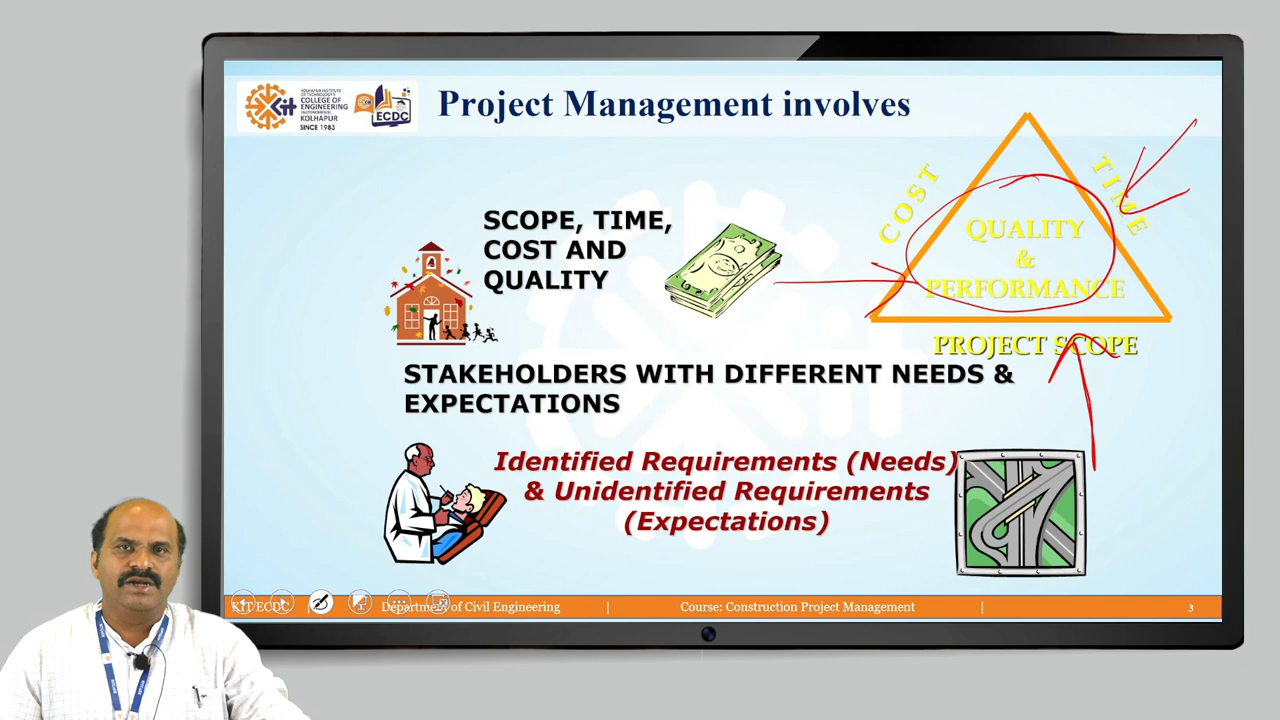 KOLHAPUR INSTITUTE
OF TECHNOLOGY'S
COLLEGE OF
ENGINEERING
(AUTONOMOUS)
KOLHAPUR
SINCE 1983
Kit
ECDC
Project Management involves
COST
TIME
SCOPE, TIME,
COST AND
QUALITY
QUALITY
&
PERFORMANCE
PROJECT SCOPE
STAKEHOLDERS WITH DIFFERENT NEEDS &
EXPECTATIONS
Identified Requirements (Needs)
& Unidentified Requirements
(Expectations)
KIT ECDC | Department of Civil Engineering | Course: Construction Project Management | 3